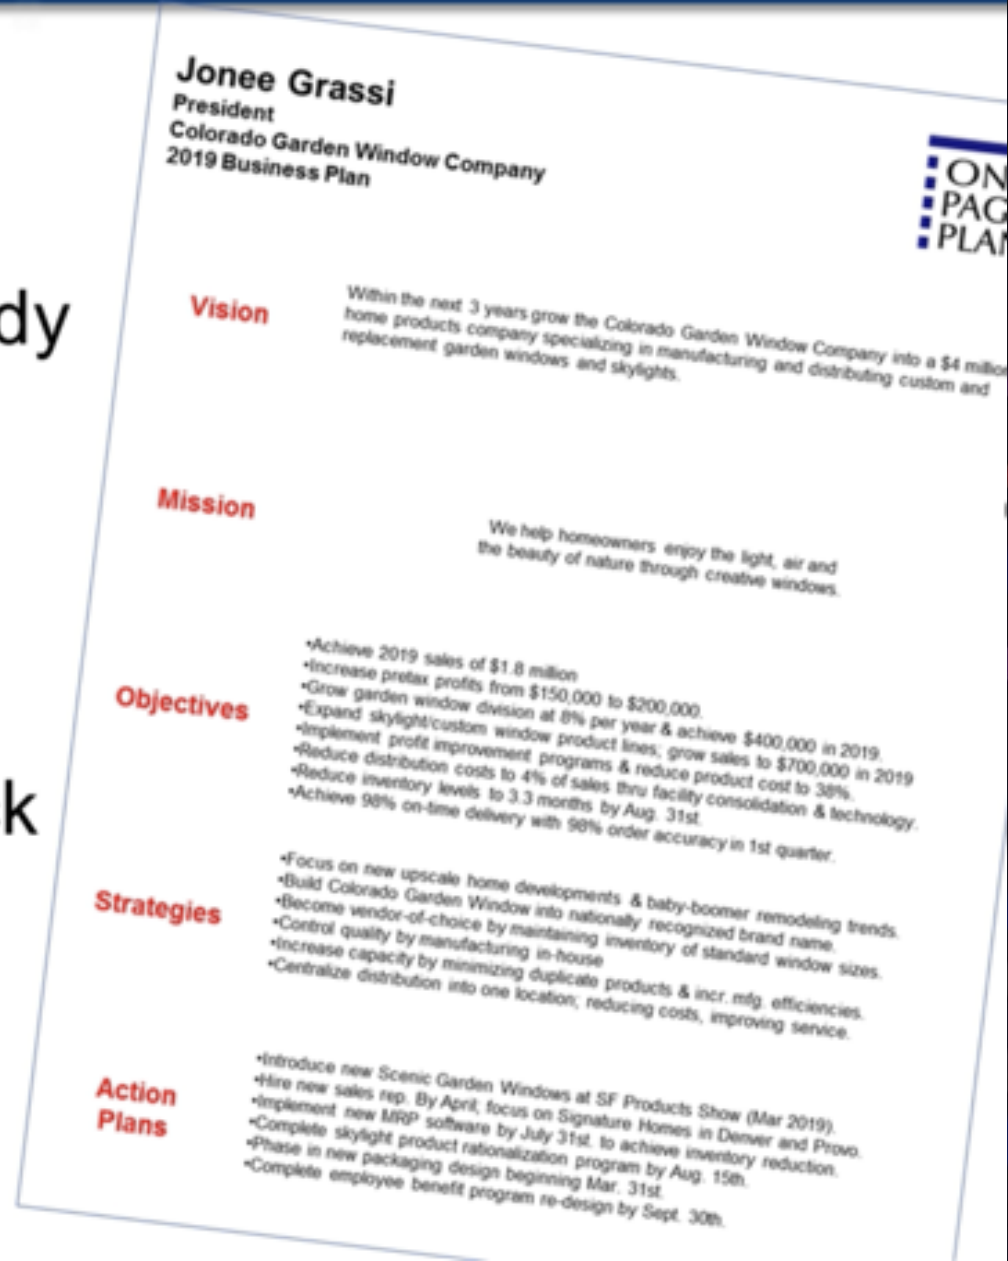 Jonee Grassi
President
Colorado Garden Window Company
2019 Business Plan
ON
PAG
PLAN
dy
Vision
Within the next 3 years grow the Colorado Garden Window Company into a $4 million
home products company specializing in manufacturing and distributing custom and
replacement garden windows and skylights.
Mission
We help homeowners enjoy the light, air and
the beauty of nature through creative windows.
Objectives
•Achieve 2019 sales of $1.8 million
•Increase pretax profits from $150,000 to $200,000.
•Grow garden window division at 8% per year & achieve $400,000 in 2019.
•Expand skylight/custom window product lines; grow sales to $700,000 in 2019
•Implement profit improvement programs & reduce product cost to 38%.
•Reduce distribution costs to 4% of sales thru facility consolidation & technology.
•Reduce inventory levels to 3.3 months by Aug. 31st.
•Achieve 98% on-time delivery with 98% order accuracy in 1st quarter.
k
Strategies
•Focus on new upscale home developments & baby-boomer remodeling trends.
•Build Colorado Garden Window into nationally recognized brand name.
•Become vendor-of-choice by maintaining inventory of standard window sizes.
•Control quality by manufacturing in-house
•Increase capacity by minimizing duplicate products & incr. mfg. efficiencies.
•Centralize distribution into one location; reducing costs, improving service.
Action
Plans
•Introduce new Scenic Garden Windows at SF Products Show (Mar 2019).
•Hire new sales rep. By April; focus on Signature Homes in Denver and Provo.
•Implement new MRP software by July 31st. to achieve inventory reduction.
•Complete skylight product rationalization program by Aug. 15th.
•Phase in new packaging design beginning Mar. 31st.
•Complete employee benefit program re-design by Sept. 30th.